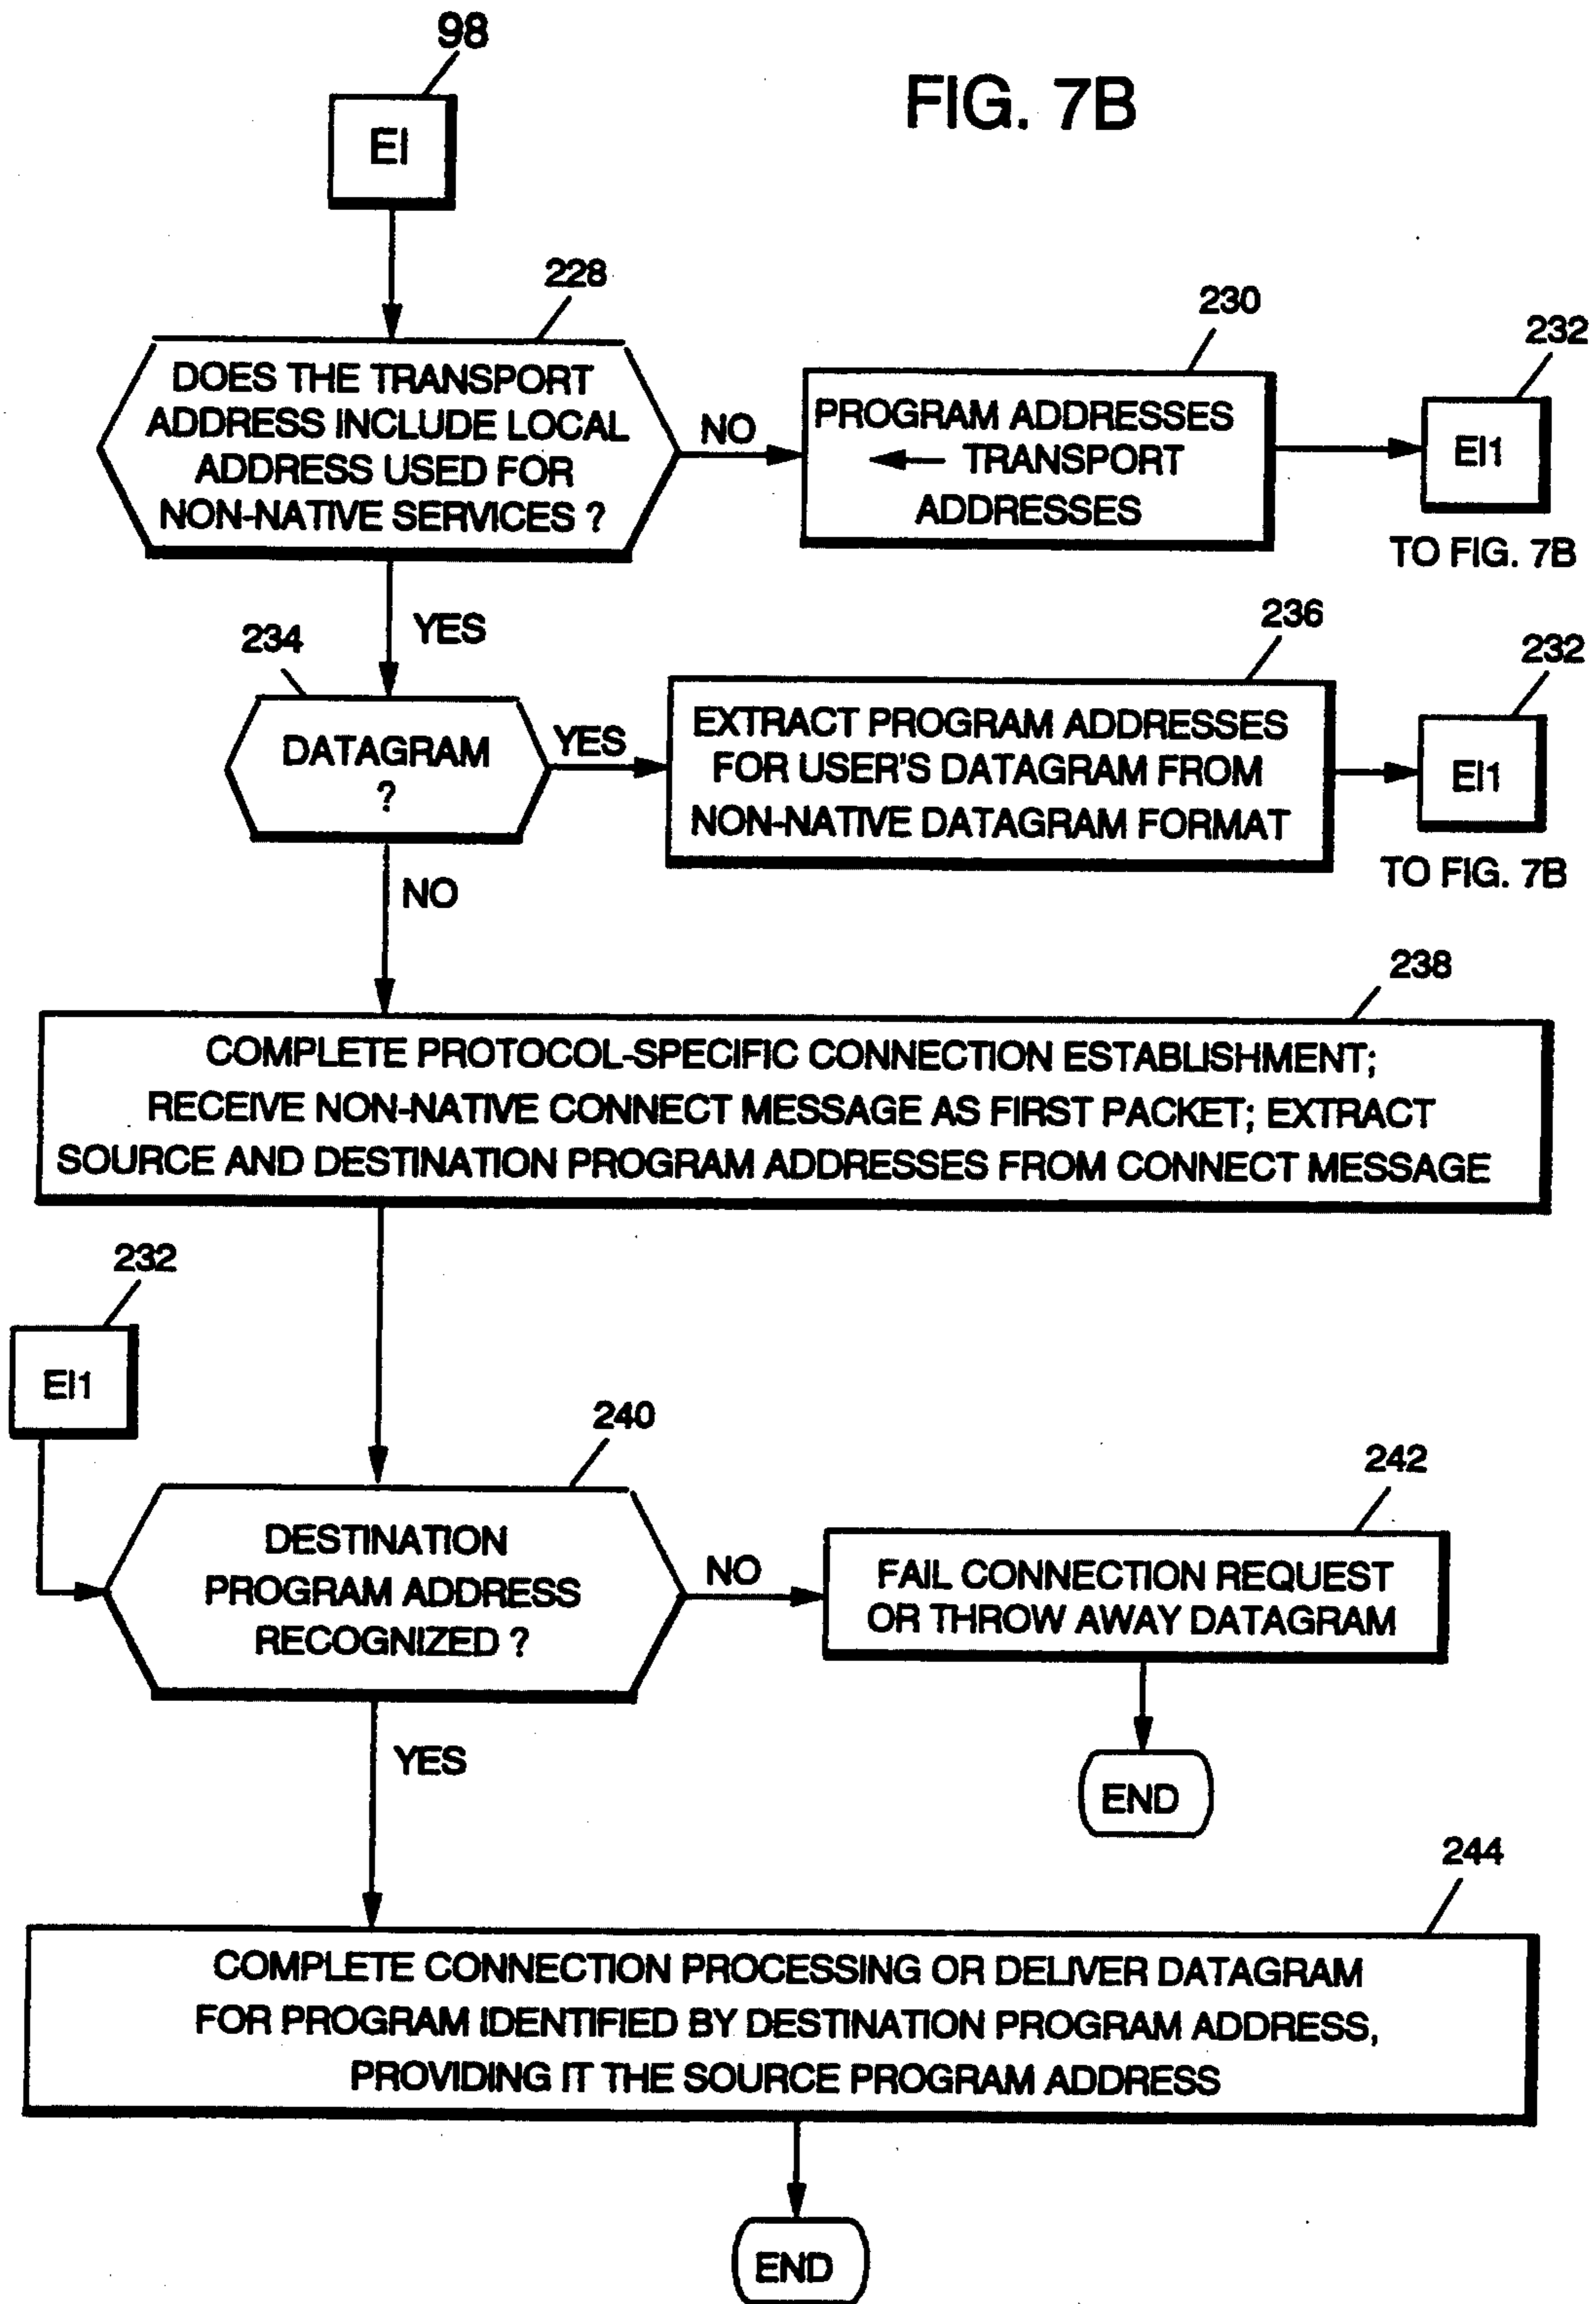 98
FIG. 7B
EI
228
230
232
DOES THE TRANSPORT
ADDRESS INCLUDE LOCAL
ADDRESS USED FOR
NON-NATIVE SERVICES ?
NO
PROGRAM ADDRESSES
← TRANSPORT
ADDRESSES
EI1
TO FIG. 7B
YES
234
236
232
DATAGRAM
?
YES
EXTRACT PROGRAM ADDRESSES
FOR USER'S DATAGRAM FROM
NON-NATIVE DATAGRAM FORMAT
EI1
TO FIG. 7B
NO
238
COMPLETE PROTOCOL-SPECIFIC CONNECTION ESTABLISHMENT;
RECEIVE NON-NATIVE CONNECT MESSAGE AS FIRST PACKET; EXTRACT
SOURCE AND DESTINATION PROGRAM ADDRESSES FROM CONNECT MESSAGE
232
EI1
240
242
DESTINATION
PROGRAM ADDRESS
RECOGNIZED ?
NO
FAIL CONNECTION REQUEST
OR THROW AWAY DATAGRAM
YES
END
244
COMPLETE CONNECTION PROCESSING OR DELIVER DATAGRAM
FOR PROGRAM IDENTIFIED BY DESTINATION PROGRAM ADDRESS,
PROVIDING IT THE SOURCE PROGRAM ADDRESS
END